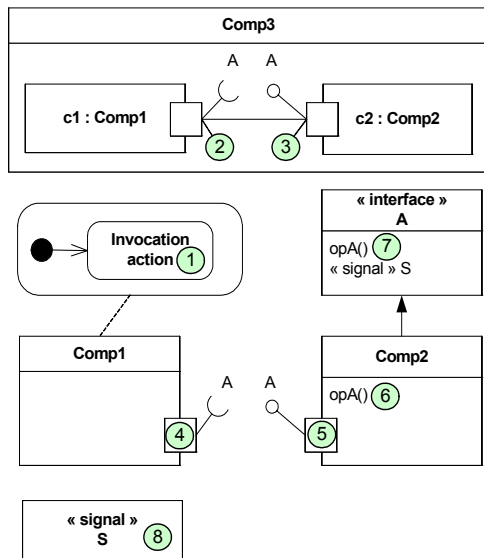 Comp3
A A
c1 : Comp1
c2 : Comp2
2 3
Invocation
action 1
« interface »
A
opA() 7
« signal » S
Comp1
A A
Comp2
opA() 6
4 5
« signal »
S 8